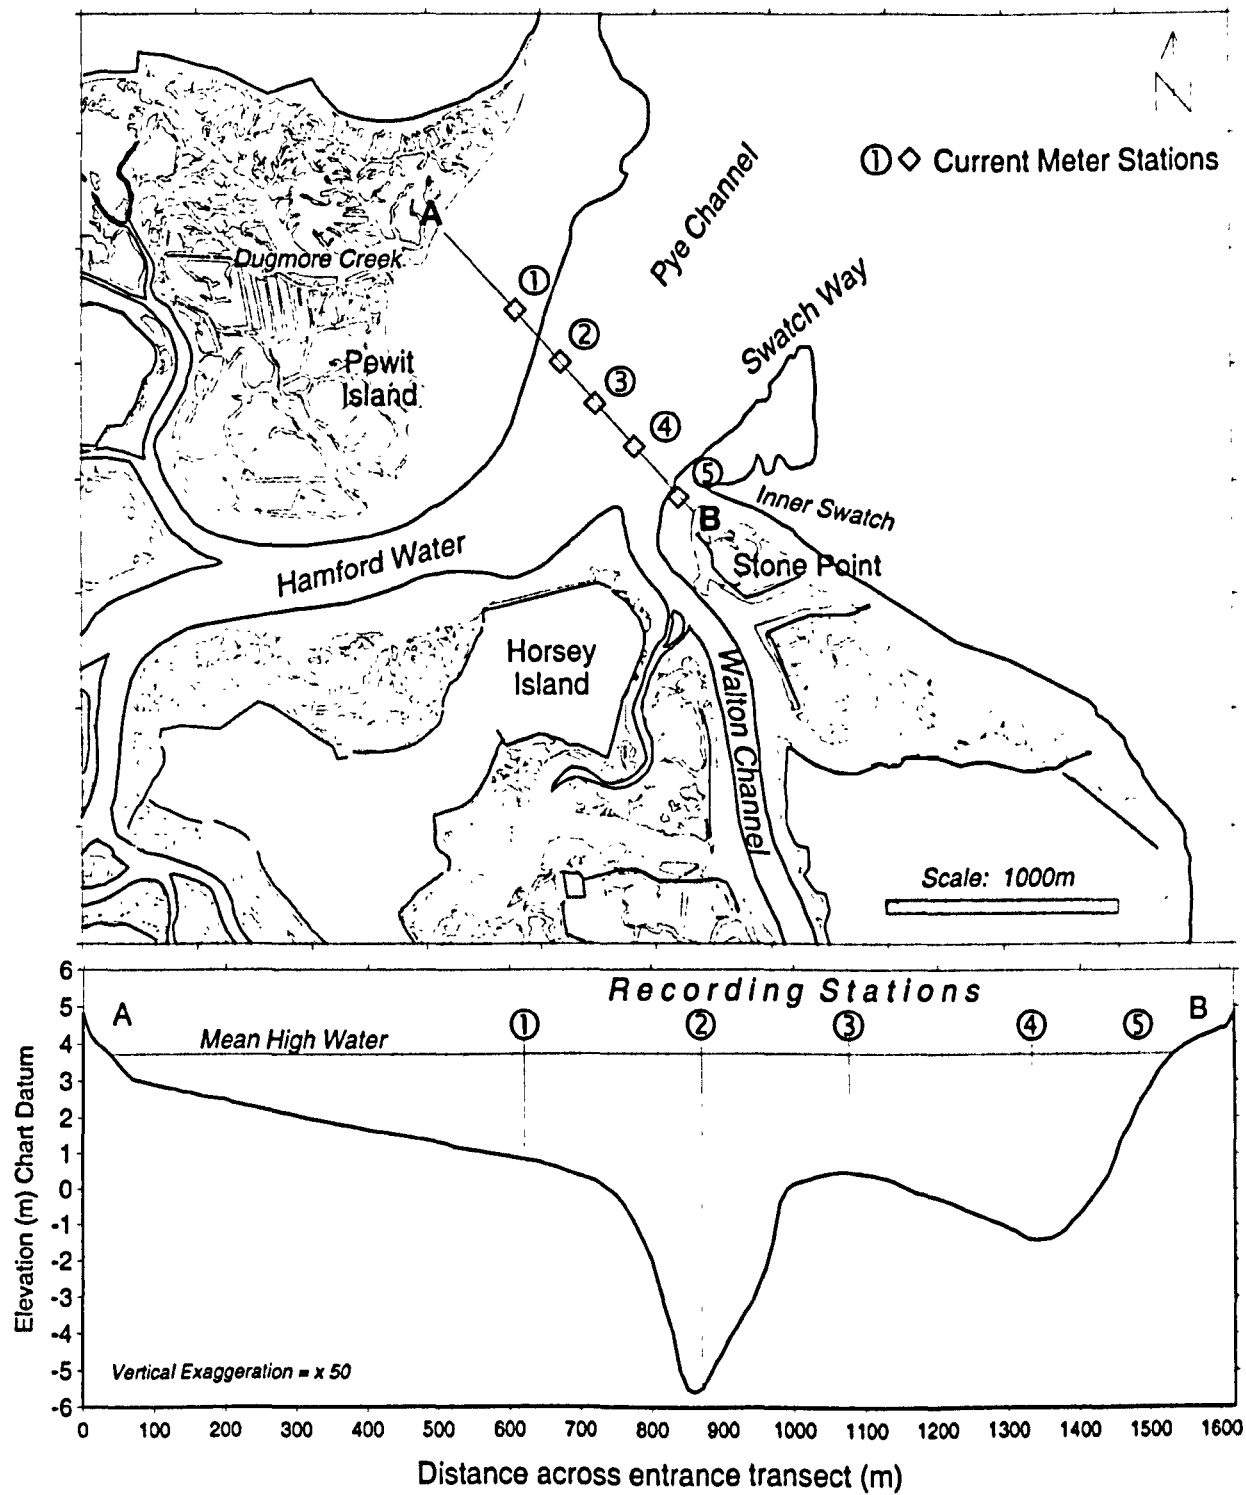 ① ◇ Current Meter Stations
Pye Channel
A
Dugmore Creek
①
Swatch Way
②
Pewit
Island
③
④
⑤
Inner Swatch
B
Hamford Water
Stone Point
Horsey
Island
Walton Channel
Scale: 1000m
N
Recording Stations
A
B
① ② ③ ④ ⑤
Mean High Water
Elevation (m) Chart Datum
6
5
4
3
2
1
0
-1
-2
-3
-4
-5
-6
Vertical Exaggeration = x 50
0 100 200 300 400 500 600 700 800 900 1000 1100 1200 1300 1400 1500 1600
Distance across entrance transect (m)